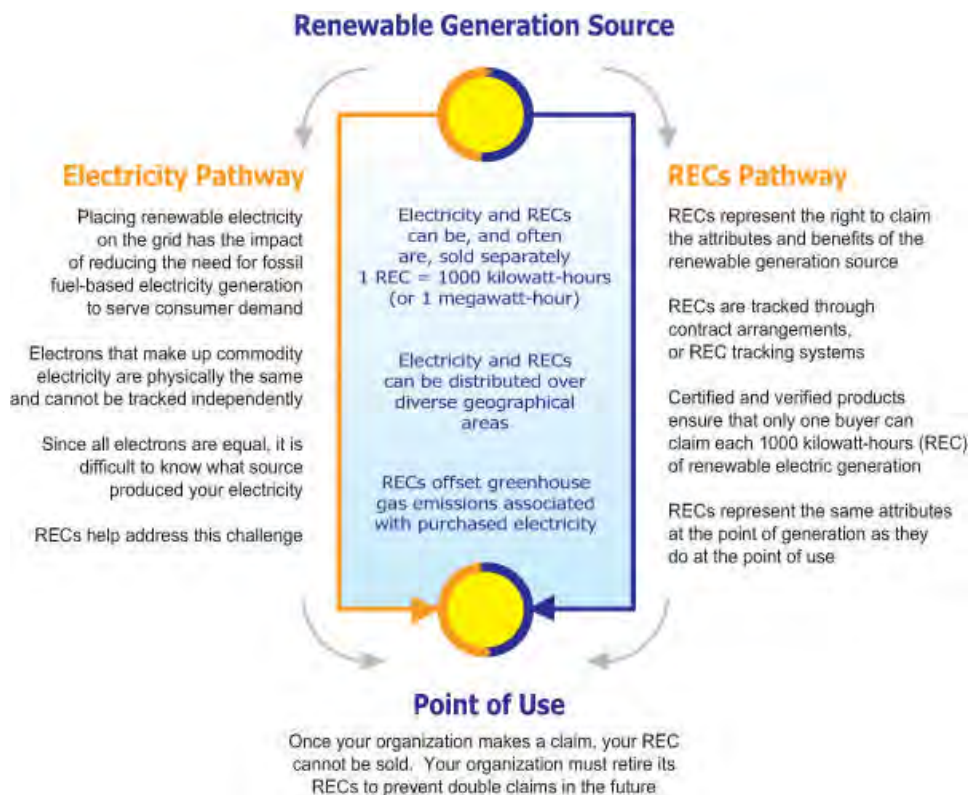 Renewable Generation Source
Electricity Pathway
Placing renewable electricity
on the grid has the impact
of reducing the need for fossil
fuel-based electricity generation
to serve consumer demand
Electrons that make up commodity
electricity are physically the same
and cannot be tracked independently
Since all electrons are equal, it is
difficult to know what source
produced your electricity
RECs help address this challenge
Electricity and RECs
can be, and often
are, sold separately
1 REC = 1000 kilowatt-hours
(or 1 megawatt-hour)
Electricity and RECs
can be distributed over
diverse geographical
areas
RECs offset greenhouse
gas emissions associated
with purchased electricity
RECs Pathway
RECs represent the right to claim
the attributes and benefits of the
renewable generation source
RECs are tracked through
contract arrangements,
or REC tracking systems
Certified and verified products
ensure that only one buyer can
claim each 1000 kilowatt-hours (REC)
of renewable electric generation
RECs represent the same attributes
at the point of generation as they
do at the point of use
Point of Use
Once your organization makes a claim, your REC
cannot be sold. Your organization must retire its
RECs to prevent double claims in the future